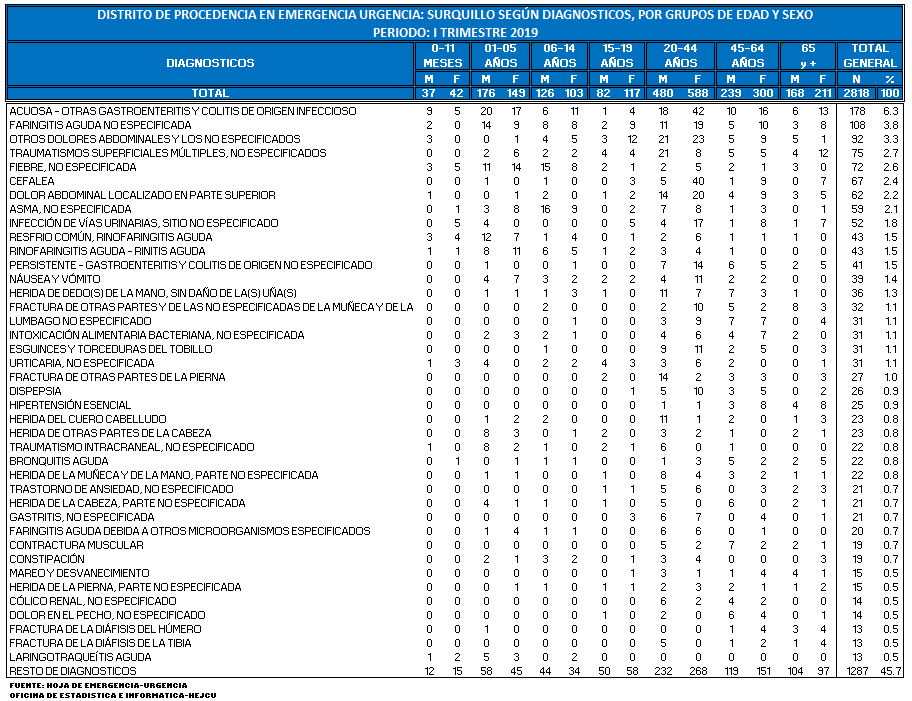 DISTRITO DE PROCEDENCIA EN EMERGENCIA URGENCIA: SURQUILLO SEGÚN DIAGNOSTICOS, POR GRUPOS DE EDAD Y SEXO
PERIODO: I TRIMESTRE 2019
DIAGNOSTICOS 0-11 MESES 01-05 AÑOS 06-14 AÑOS 15-19 AÑOS 20-44 AÑOS 45-64 AÑOS 65 y + TOTAL GENERAL
M F M F M F M F M F M F M F N %
TOTAL 37 42 176 149 126 103 82 117 480 588 239 300 168 211 2818 100
ACUOSA - OTRAS GASTROENTERITIS Y COLITIS DE ORIGEN INFECCIOSO 9 5 20 17 6 11 1 4 18 42 10 16 6 13 178 6.3
FARINGITIS AGUDA NO ESPECIFICADA 2 0 14 9 8 8 2 9 11 19 5 10 3 8 108 3.8
OTROS DOLORES ABDOMINALES Y LOS NO ESPECIFICADOS 3 0 0 1 4 5 3 12 21 23 5 9 5 1 92 3.3
TRAUMATISMOS SUPERFICIALES MÚLTIPLES, NO ESPECIFICADOS 0 0 2 6 2 2 4 4 21 8 5 5 4 12 75 2.7
FIEBRE, NO ESPECIFICADA 3 5 11 14 15 8 2 1 2 5 2 1 3 0 72 2.6
CEFALEA 0 0 1 0 1 0 0 3 5 40 1 9 0 7 67 2.4
DOLOR ABDOMINAL LOCALIZADO EN PARTE SUPERIOR 1 0 0 1 2 0 1 2 14 20 4 9 3 5 62 2.2
ASMA, NO ESPECIFICADA 0 1 3 8 16 9 0 2 7 8 1 3 0 1 59 2.1
INFECCIÓN DE VÍAS URINARIAS, SITIO NO ESPECIFICADO 0 5 4 0 0 0 0 5 4 17 1 8 1 7 52 1.8
RESFRIO COMÚN, RINOFARINGITIS AGUDA 3 4 12 7 1 4 0 1 2 6 1 1 1 0 43 1.5
RINOFARINGITIS AGUDA - RINITIS AGUDA 1 1 8 11 6 5 1 2 3 4 1 0 0 0 43 1.5
PERSISTENTE - GASTROENTERITIS Y COLITIS DE ORIGEN NO ESPECIFICADO 0 0 1 0 0 1 0 0 7 14 6 5 2 5 41 1.5
NÁUSEA Y VÓMITO 0 0 4 7 3 2 2 2 4 11 2 2 0 0 39 1.4
HERIDA DE DEDO(S) DE LA MANO, SIN DAÑO DE LA(S) UÑA(S) 0 0 1 1 1 3 1 0 11 7 7 3 1 0 36 1.3
FRACTURA DE OTRAS PARTES Y DE LAS NO ESPECIFICADAS DE LA MUÑECA Y DE LA 0 0 0 0 2 0 0 0 2 10 5 2 8 3 32 1.1
LUMBAGO NO ESPECIFICADO 0 0 0 0 0 1 0 0 3 9 7 7 0 4 31 1.1
INTOXICACIÓN ALIMENTARIA BACTERIANA, NO ESPECIFICADA 0 0 2 3 2 1 0 0 4 6 4 7 2 0 31 1.1
ESGUINCES Y TORCEDURAS DEL TOBILLO 0 0 0 1 0 0 0 0 9 11 2 5 0 3 31 1.1
URTICARIA, NO ESPECIFICADA 1 3 4 0 2 2 4 3 3 6 2 0 0 1 31 1.1
FRACTURA DE OTRAS PARTES DE LA PIERNA 0 0 0 0 0 0 2 0 14 2 3 3 0 3 27 1.0
DISPEPSIA 0 0 0 0 0 0 0 1 5 10 3 5 0 2 26 0.9
HIPERTENSIÓN ESENCIAL 0 0 0 0 0 0 0 0 1 1 3 8 4 8 25 0.9
HERIDA DEL CUERO CABELLUDO 0 0 1 2 2 0 0 0 11 1 2 0 1 3 23 0.8
HERIDA DE OTRAS PARTES DE LA CABEZA 0 0 8 3 0 1 2 0 3 2 1 0 2 1 23 0.8
TRAUMATISMO INTRACRANEAL, NO ESPECIFICADO 1 0 8 2 1 0 2 1 6 0 1 0 0 0 22 0.8
BRONQUITIS AGUDA 0 1 0 1 1 1 0 0 1 3 5 2 2 5 22 0.8
HERIDA DE LA MUÑECA Y DE LA MANO, PARTE NO ESPECIFICADA 0 0 1 1 0 0 1 0 8 4 3 2 1 1 22 0.8
TRASTORNO DE ANSIEDAD, NO ESPECIFICADO 0 0 0 0 0 0 1 1 5 6 0 3 2 3 21 0.7
HERIDA DE LA CABEZA, PARTE NO ESPECIFICADA 0 0 4 1 1 0 1 0 5 0 6 0 2 1 21 0.7
GASTRITIS, NO ESPECIFICADA 0 0 0 0 0 0 0 3 6 7 0 4 0 1 21 0.7
FARINGITIS AGUDA DEBIDA A OTROS MICROORGANISMOS ESPECIFICADOS 0 0 1 4 1 1 0 0 6 6 0 1 0 0 20 0.7
CONTRACTURA MUSCULAR 0 0 0 0 0 0 0 0 5 2 7 2 2 1 19 0.7
CONSTIPACIÓN 0 0 2 1 3 2 0 1 3 4 0 0 0 3 19 0.7
MAREO Y DESVANECIMIENTO 0 0 0 0 0 0 0 1 3 1 1 4 4 1 15 0.5
HERIDA DE LA PIERNA, PARTE NO ESPECIFICADA 0 0 0 1 1 1 1 0 2 3 2 1 1 2 15 0.5
CÓLICO RENAL, NO ESPECIFICADO 0 0 0 0 0 0 0 0 6 2 4 2 0 0 14 0.5
DOLOR EN EL PECHO, NO ESPECIFICADO 0 0 0 0 0 0 1 0 2 0 6 4 0 1 14 0.5
FRACTURA DE LA DIÁFISIS DEL HÚMERO 0 0 1 0 0 0 0 0 0 0 1 4 3 4 13 0.5
FRACTURA DE LA DIÁFISIS DE LA TIBIA 0 0 0 0 0 0 0 0 5 0 1 2 1 4 13 0.5
LARINGOTRAQUEÍTIS AGUDA 1 2 5 3 0 2 0 0 0 0 0 0 0 0 13 0.5
RESTO DE DIAGNOSTICOS 12 15 58 45 44 34 50 58 232 268 119 151 104 97 1287 45.7
FUENTE: HOJA DE EMERGENCIA-URGENCIA
OFICINA DE ESTADISTICA E INFORMATICA-HEJCU